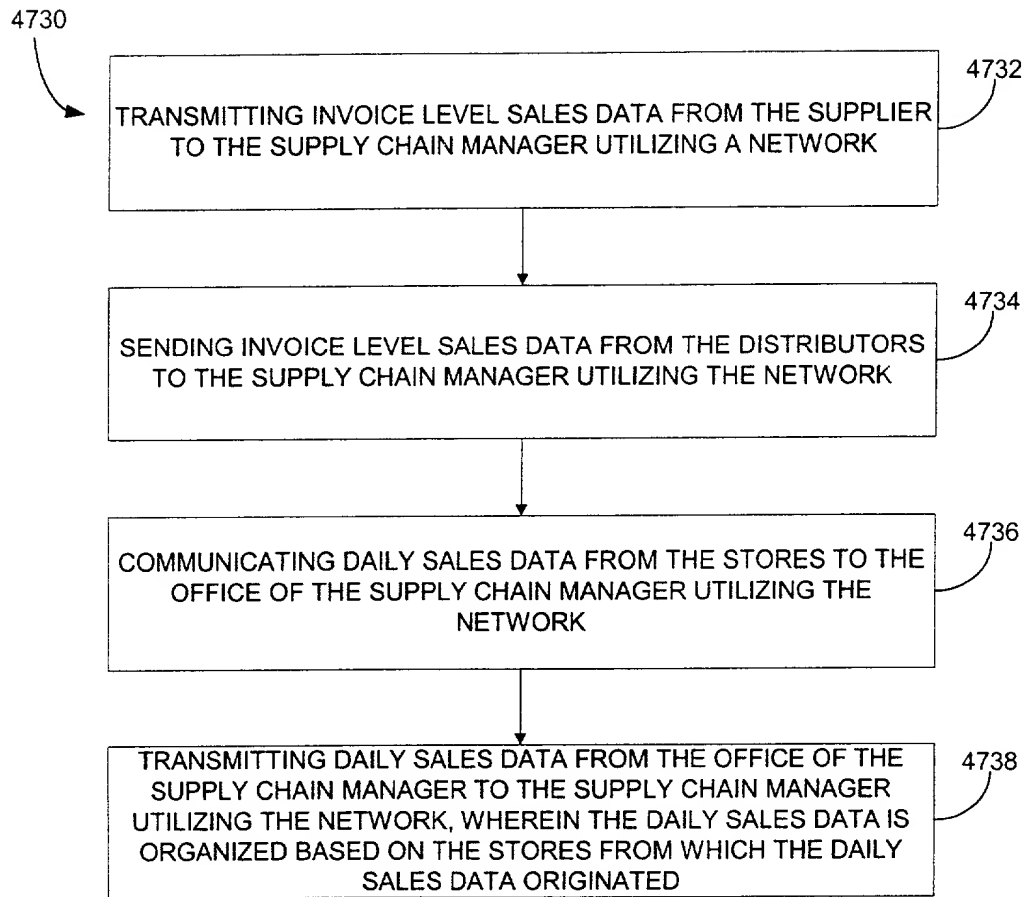 4730
4732
TRANSMITTING INVOICE LEVEL SALES DATA FROM THE SUPPLIER
TO THE SUPPLY CHAIN MANAGER UTILIZING A NETWORK
4734
SENDING INVOICE LEVEL SALES DATA FROM THE DISTRIBUTORS
TO THE SUPPLY CHAIN MANAGER UTILIZING THE NETWORK
4736
COMMUNICATING DAILY SALES DATA FROM THE STORES TO THE
OFFICE OF THE SUPPLY CHAIN MANAGER UTILIZING THE
NETWORK
4738
TRANSMITTING DAILY SALES DATA FROM THE OFFICE OF THE
SUPPLY CHAIN MANAGER TO THE SUPPLY CHAIN MANAGER
UTILIZING THE NETWORK, WHEREIN THE DAILY SALES DATA IS
ORGANIZED BASED ON THE STORES FROM WHICH THE DAILY
SALES DATA ORIGINATED